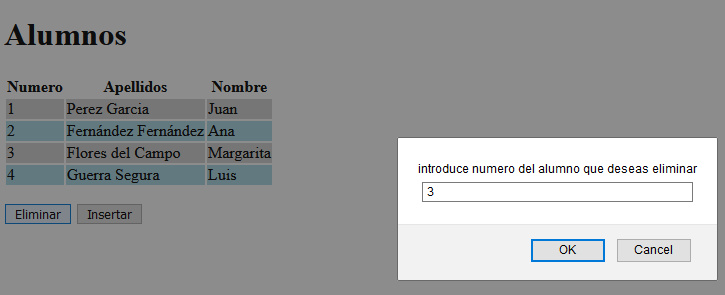 Alumnos
Numero Apellidos Nombre
1 Perez Garcia Juan
2 Fernández Fernández Ana
3 Flores del Campo Margarita
4 Guerra Segura Luis
Eliminar Insertar
introduce numero del alumno que deseas eliminar
3
OK Cancel